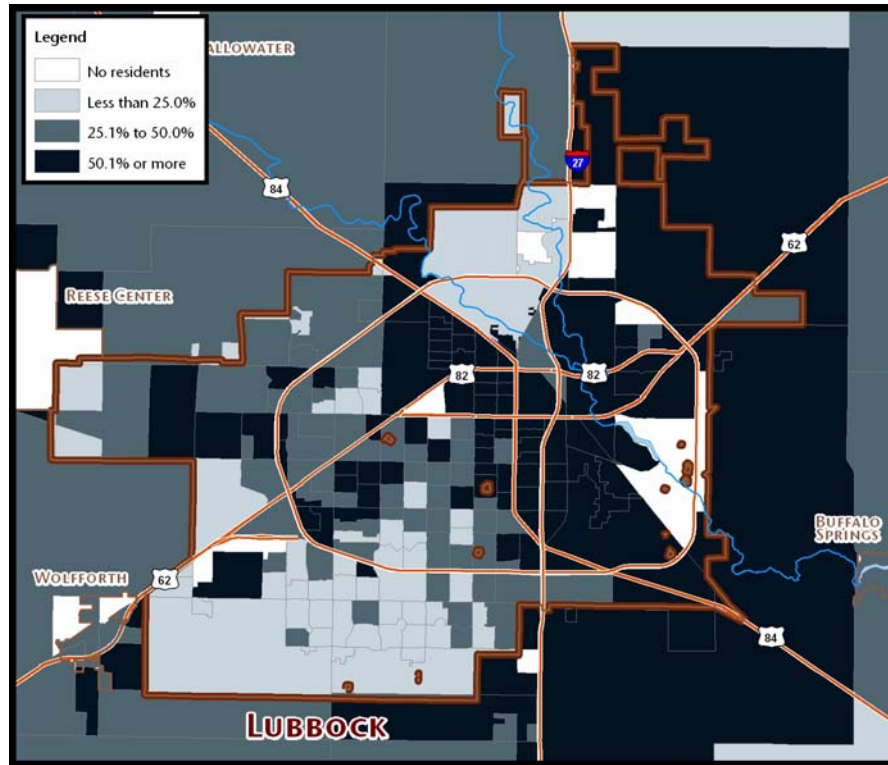 Legend
No residents
Less than 25.0%
25.1% to 50.0%
50.1% or more
ALLOWATER
27
84
62
REESE CENTER
82
82
BUFFALO
SPRINGS
WOLFFORTH
62
84
LUBBOCK